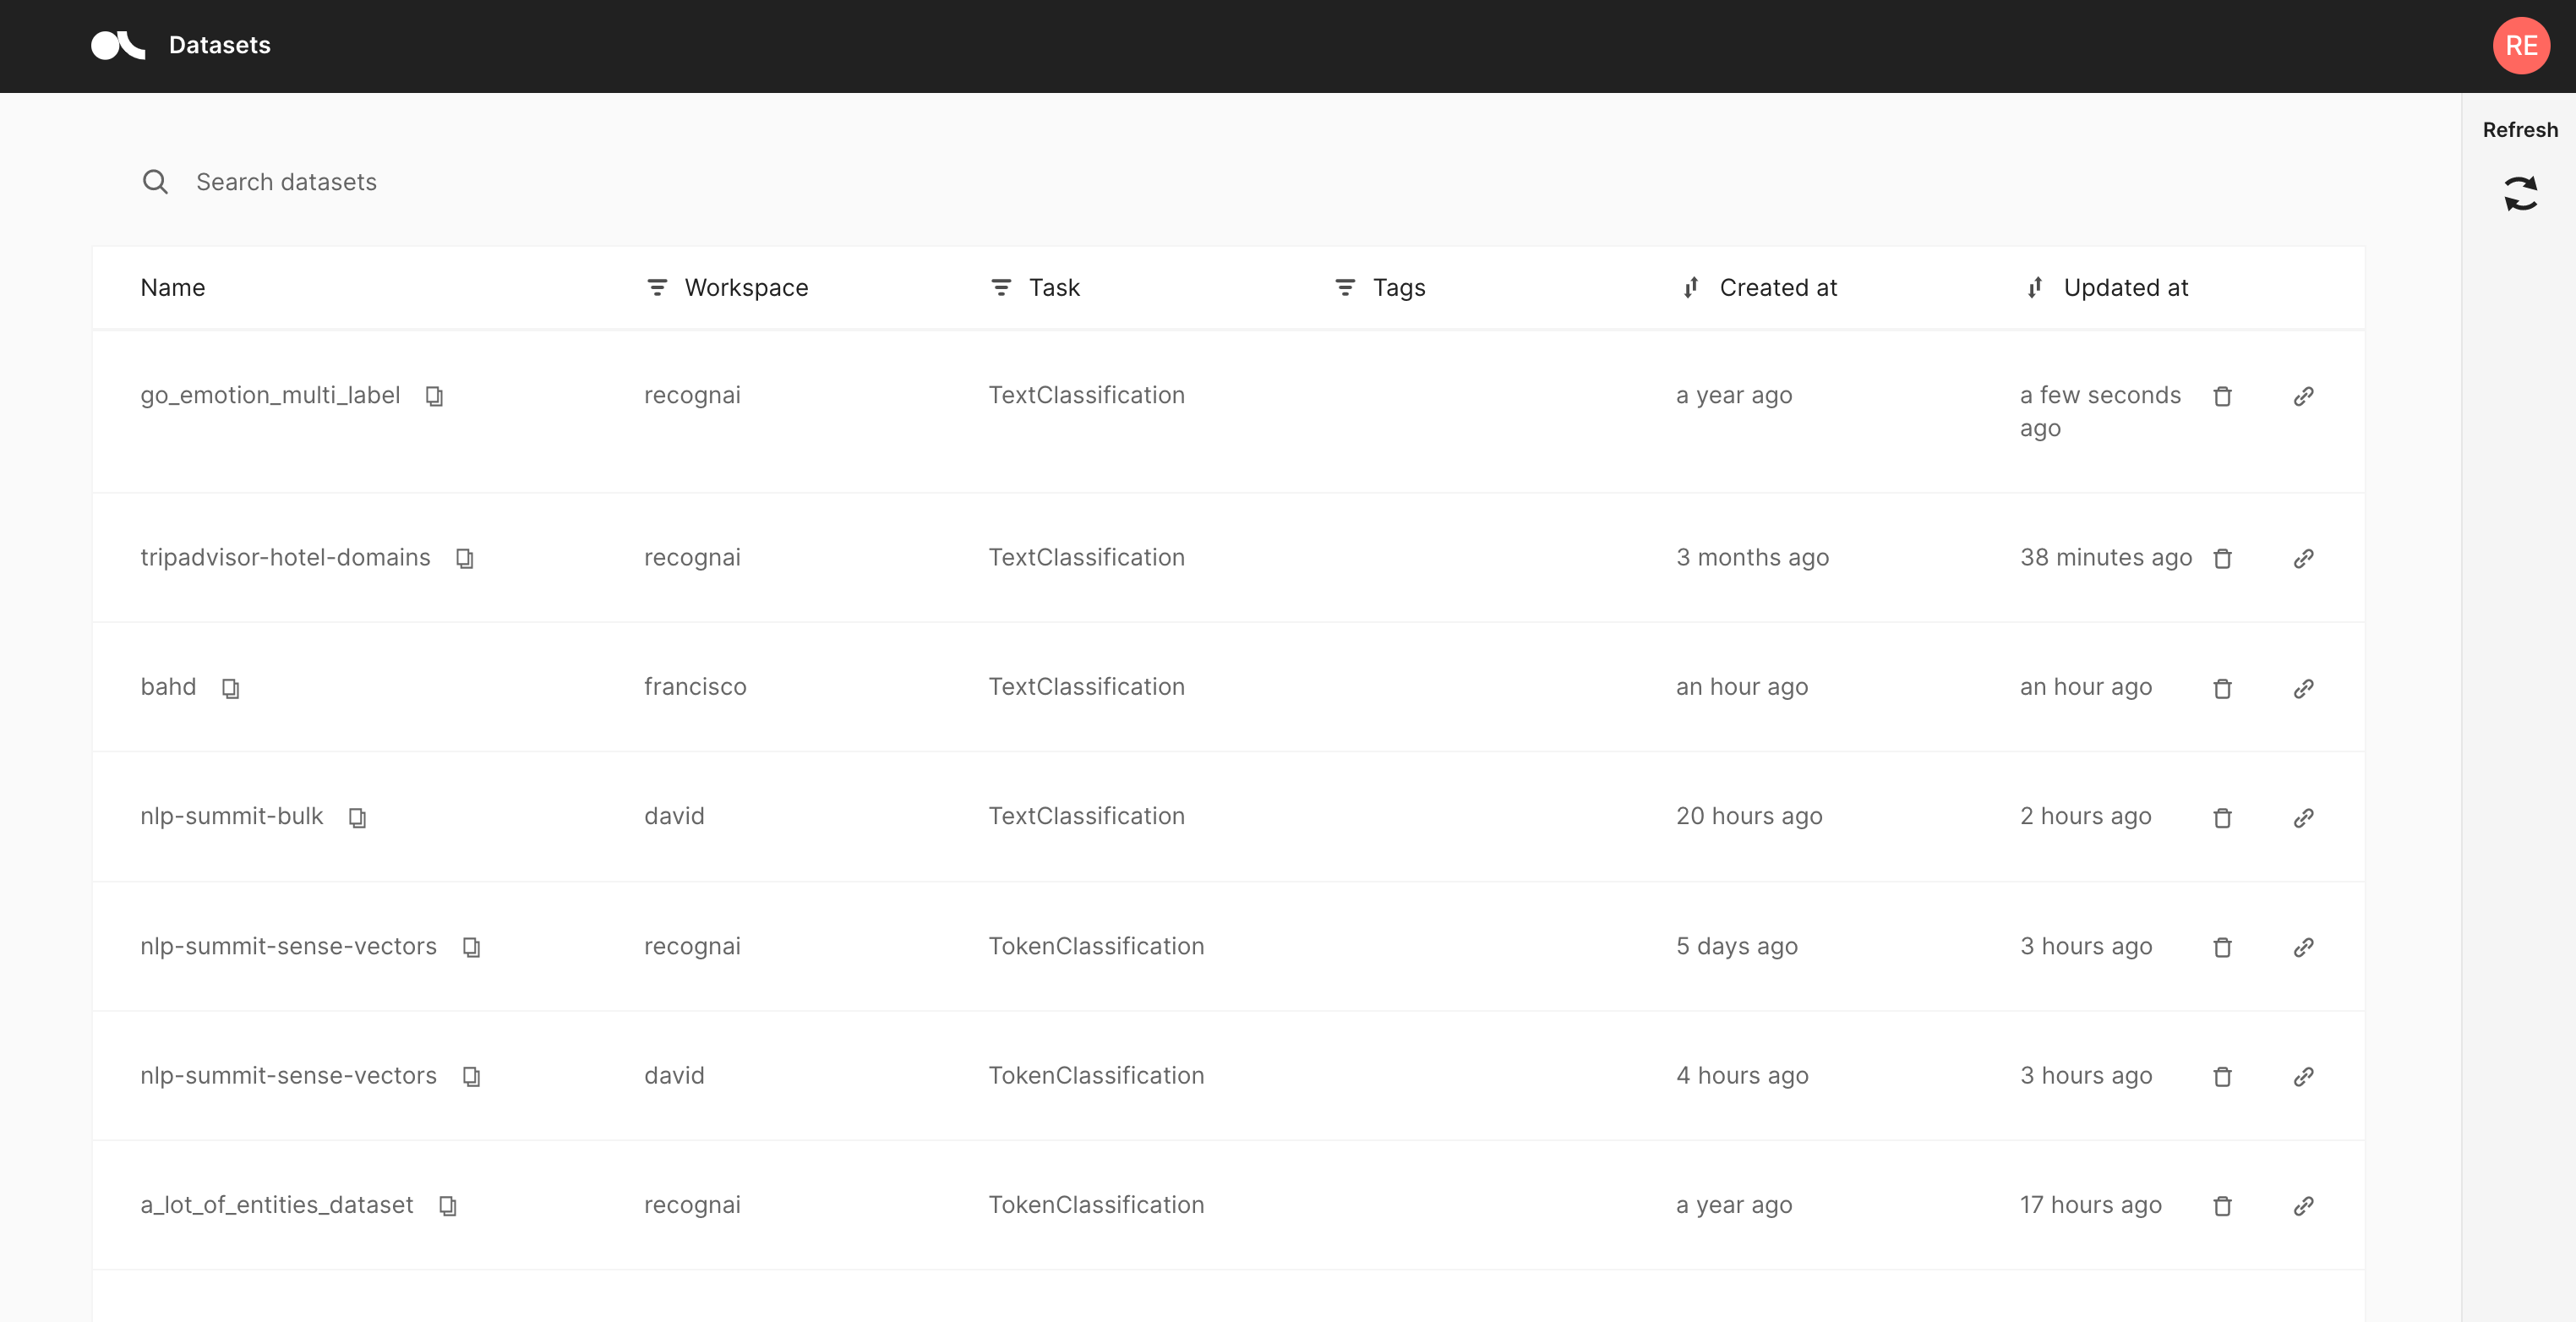 Datasets
RE
Refresh
Search datasets
Name Workspace Task Tags Created at Updated at
go_emotion_multi_label recognai TextClassification a year ago a few seconds
ago
tripadvisor-hotel-domains recognai TextClassification 3 months ago 38 minutes ago
bahd francisco TextClassification an hour ago an hour ago
nlp-summit-bulk david TextClassification 20 hours ago 2 hours ago
nlp-summit-sense-vectors recognai TokenClassification 5 days ago 3 hours ago
nlp-summit-sense-vectors david TokenClassification 4 hours ago 3 hours ago
a_lot_of_entities_dataset recognai TokenClassification a year ago 17 hours ago